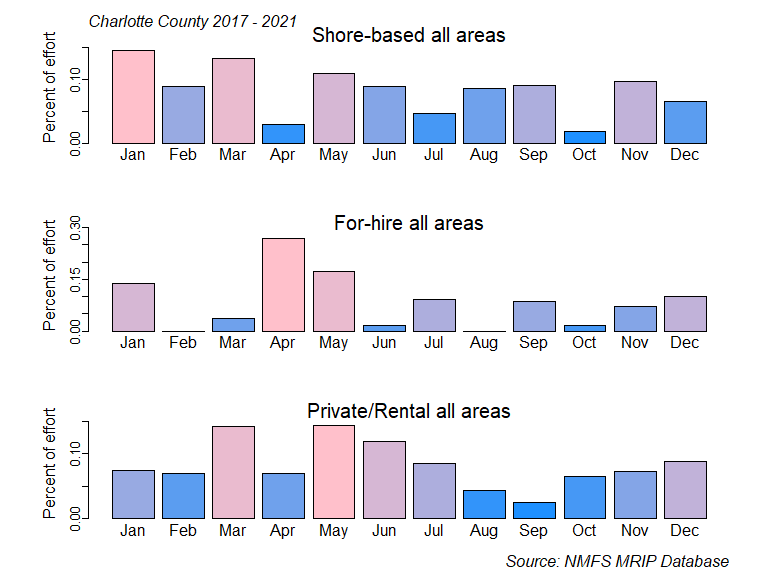 Charlotte County 2017 - 2021
Shore-based all areas
Percent of effort
0.00 0.10
Jan Feb Mar Apr May Jun Jul Aug Sep Oct Nov Dec
For-hire all areas
Percent of effort
0.00 0.15 0.30
Jan Feb Mar Apr May Jun Jul Aug Sep Oct Nov Dec
Private/Rental all areas
Percent of effort
0.00 0.10
Jan Feb Mar Apr May Jun Jul Aug Sep Oct Nov Dec
Source: NMFS MRIP Database